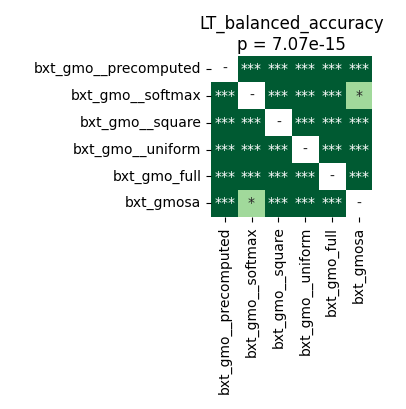 LT_balanced_accuracy
p = 7.07e-15
bxt_gmo__precomputed - *** *** *** *** ***
bxt_gmo__softmax *** - *** *** *** *
bxt_gmo__square *** *** - *** *** ***
bxt_gmo__uniform *** *** *** - *** ***
bxt_gmo_full *** *** *** *** - ***
bxt_gmosa *** * *** *** *** -
bxt_gmo__precomputed
bxt_gmo__softmax
bxt_gmo__square
bxt_gmo__uniform
bxt_gmo_full
bxt_gmosa